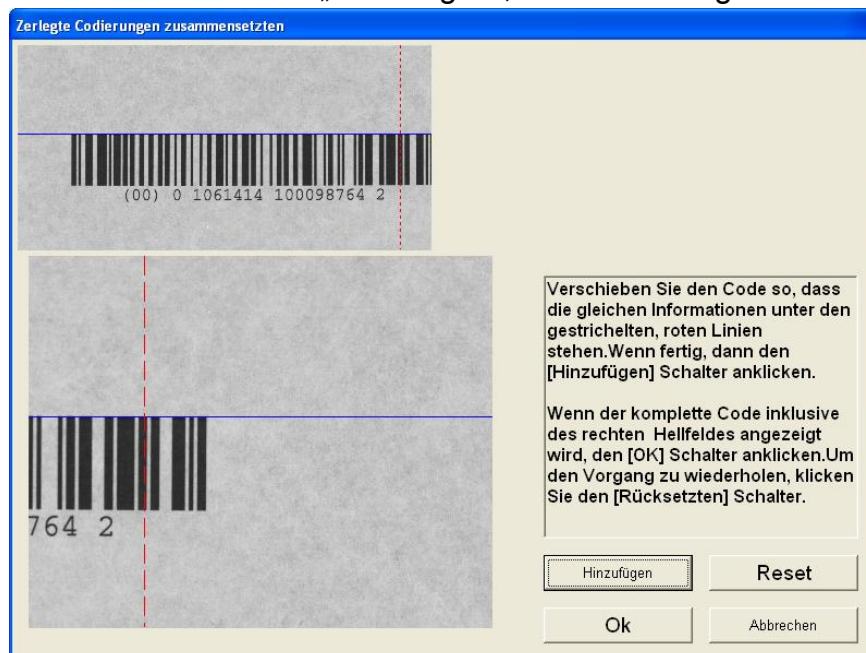 Zerlegte Codierungen zusammensetzten
(00) 0 1061414 100098764 2
764 2
Verschieben Sie den Code so, dass
die gleichen Informationen unter den
gestrichelten, roten Linien
stehen.Wenn fertig, dann den
[Hinzufügen] Schalter anklicken.
Wenn der komplette Code inklusive
des rechten Hellfeldes angezeigt
wird, den [OK] Schalter anklicken.Um
den Vorgang zu wiederholen, klicken
Sie den [Rücksetzten] Schalter.
Hinzufügen
Reset
Ok
Abbrechen